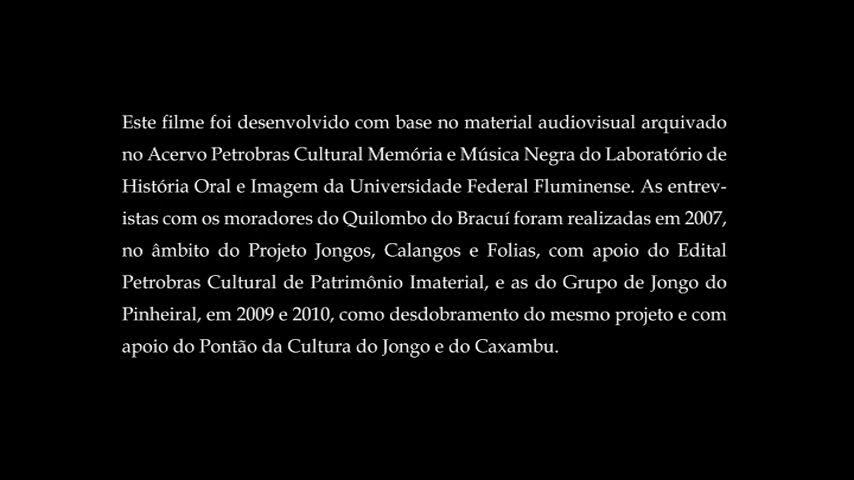 Este filme foi desenvolvido com base no material audiovisual arquivado
no Acervo Petrobras Cultural Memória e Música Negra do Laboratório de
História Oral e Imagem da Universidade Federal Fluminense. As entrev-
istas com os moradores do Quilombo do Bracuí foram realizadas em 2007,
no âmbito do Projeto Jongos, Calangos e Folias, com apoio do Edital
Petrobras Cultural de Patrimônio Imaterial, e as do Grupo de Jongo do
Pinheiral, em 2009 e 2010, como desdobramento do mesmo projeto e com
apoio do Pontão da Cultura do Jongo e do Caxambu.